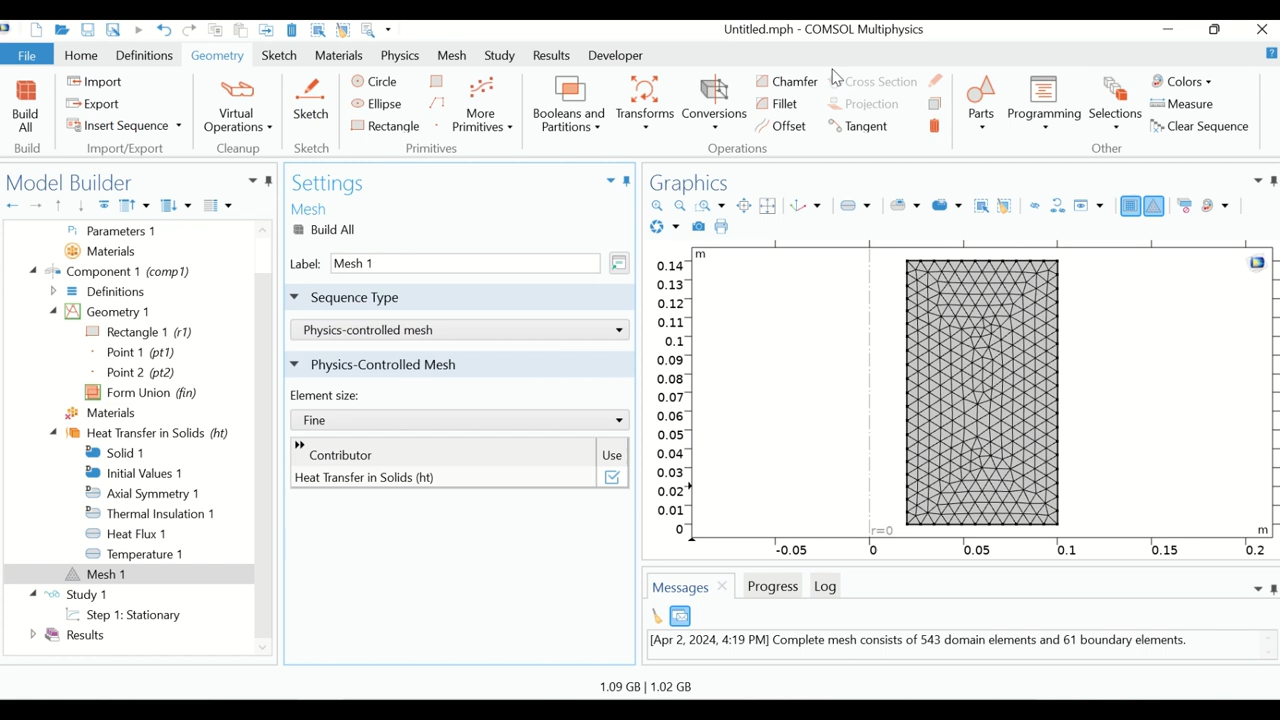 Untitled.mph - COMSOL Multiphysics
File Home Definitions Geometry Sketch Materials Physics Mesh Study Results Developer
Build All
Build
Import
Export
Insert Sequence
Import/Export
Virtual Operations
Cleanup
Sketch
Sketch
Circle
Ellipse
Rectangle
More Primitives
Primitives
Booleans and Partitions
Transforms
Conversions
Chamfer
Fillet
Offset
Cross Section
Projection
Tangent
Operations
Parts
Programming
Selections
Colors
Measure
Clear Sequence
Other
Model Builder
Pi Parameters 1
Materials
Component 1 (comp1)
Definitions
Geometry 1
Rectangle 1 (r1)
Point 1 (pt1)
Point 2 (pt2)
Form Union (fin)
Materials
Heat Transfer in Solids (ht)
Solid 1
Initial Values 1
Axial Symmetry 1
Thermal Insulation 1
Heat Flux 1
Temperature 1
Mesh 1
Study 1
Step 1: Stationary
Results
Settings
Mesh
Build All
Label: Mesh 1
Sequence Type
Physics-controlled mesh
Physics-Controlled Mesh
Element size:
Fine
Contributor Use
Heat Transfer in Solids (ht)
Graphics
m
0.14
0.13
0.12
0.11
0.1
0.09
0.08
0.07
0.06
0.05
0.04
0.03
0.02
0.01
0
r=0
m
-0.05 0 0.05 0.1 0.15 0.2
Messages Progress Log
[Apr 2, 2024, 4:19 PM] Complete mesh consists of 543 domain elements and 61 boundary elements.
1.09 GB | 1.02 GB